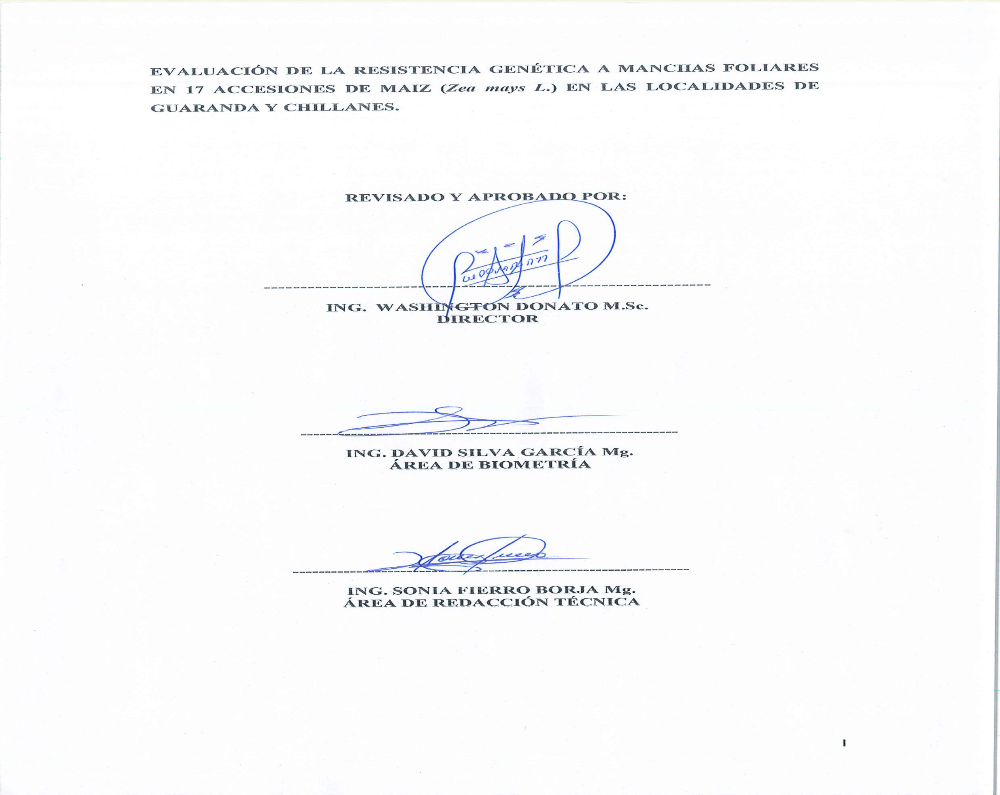 EVALUACIÓN DE LA RESISTENCIA GENÉTICA A MANCHAS FOLIARES
EN 17 ACCESIONES DE MAIZ (Zea mays L.) EN LAS LOCALIDADES DE
GUARANDA Y CHILLANES.
REVISADO Y APROBADO POR:
ING. WASHINGTON DONATO M.Sc.
DIRECTOR
ING. DAVID SILVA GARCÍA Mg.
ÁREA DE BIOMETRÍA
ING. SONIA FIERRO BORJA Mg.
ÁREA DE REDACCIÓN TÉCNICA
I